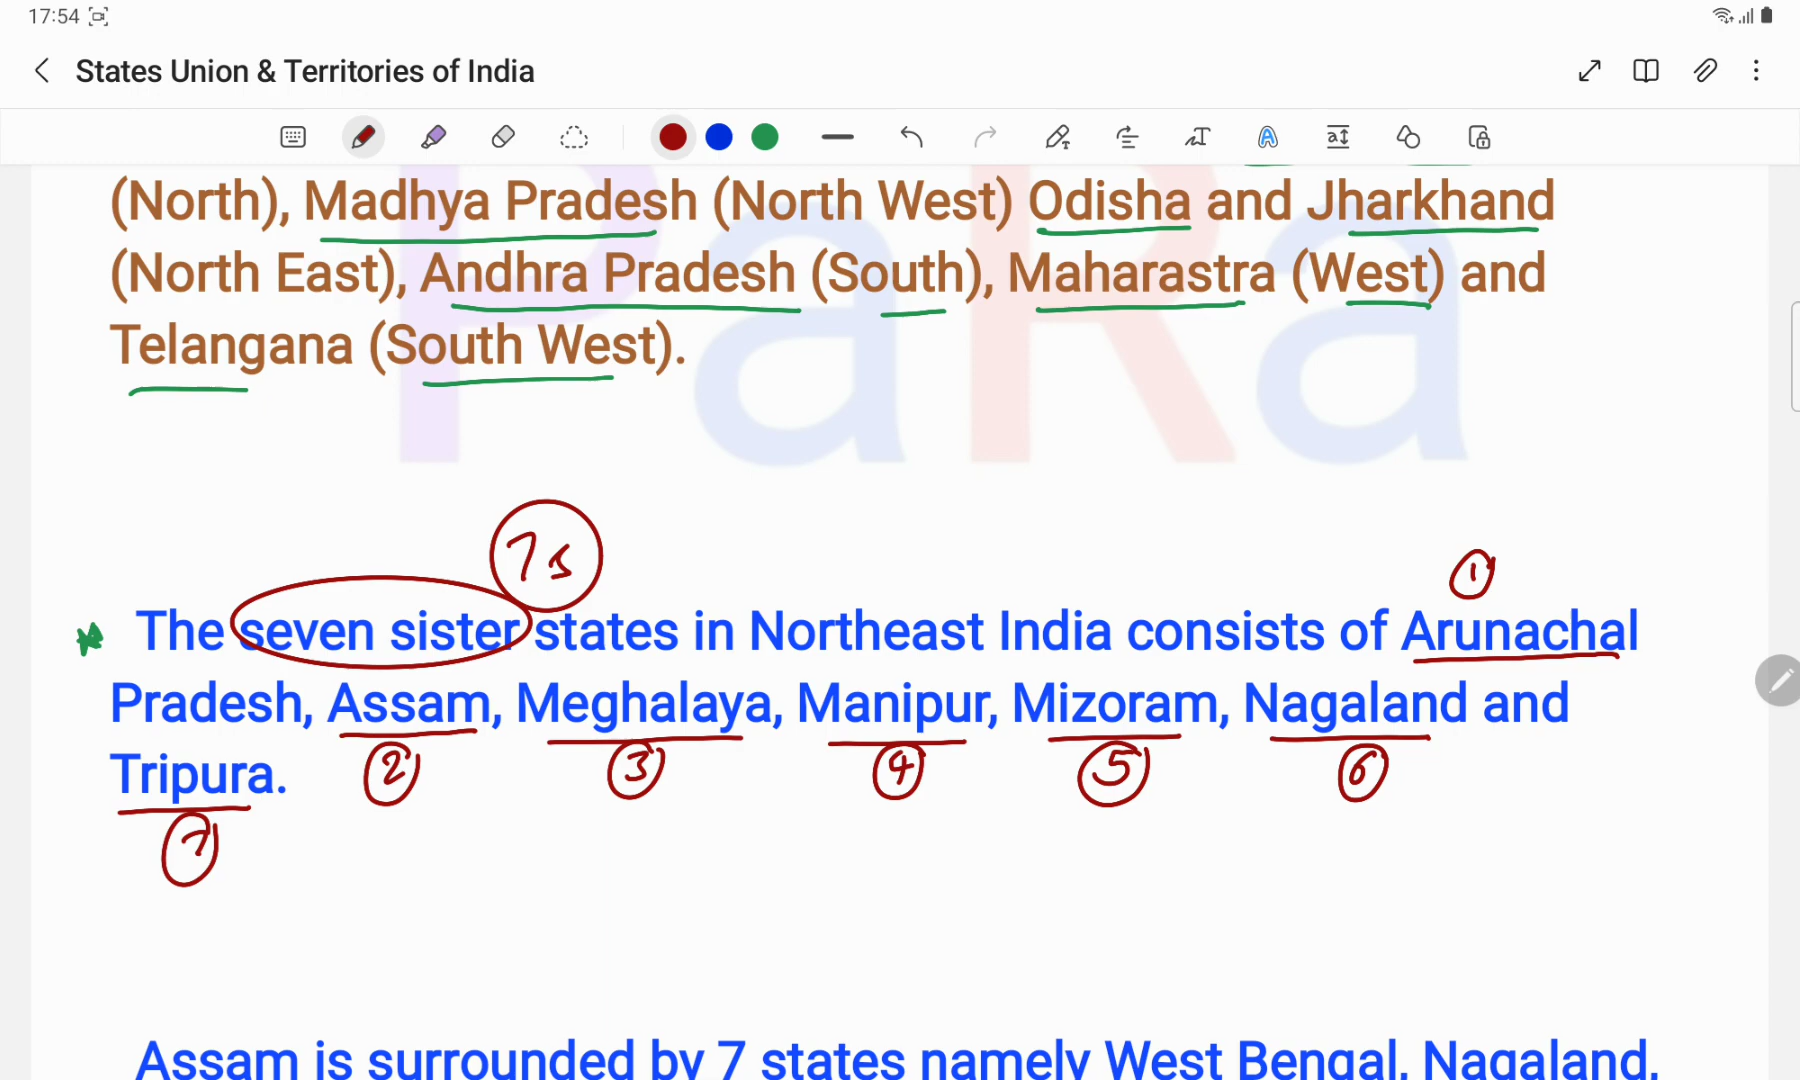 17:54
States Union & Territories of India
(North), Madhya Pradesh (North West) Odisha and Jharkhand
(North East), Andhra Pradesh (South), Maharastra (West) and
Telangana (South West).
PaRa
7s
1
The seven sister states in Northeast India consists of Arunachal
Pradesh, Assam, Meghalaya, Manipur, Mizoram, Nagaland and
2 3 4 5 6
Tripura.
7
Assam is surrounded by 7 states namely West Bengal, Nagaland,